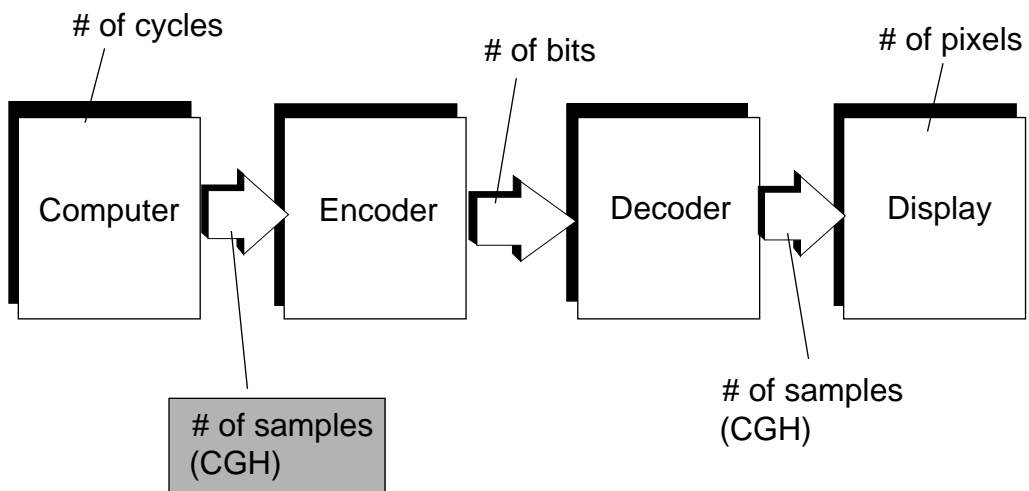 # of cycles
# of bits
# of pixels
Computer
Encoder
Decoder
Display
# of samples
(CGH)
# of samples
(CGH)